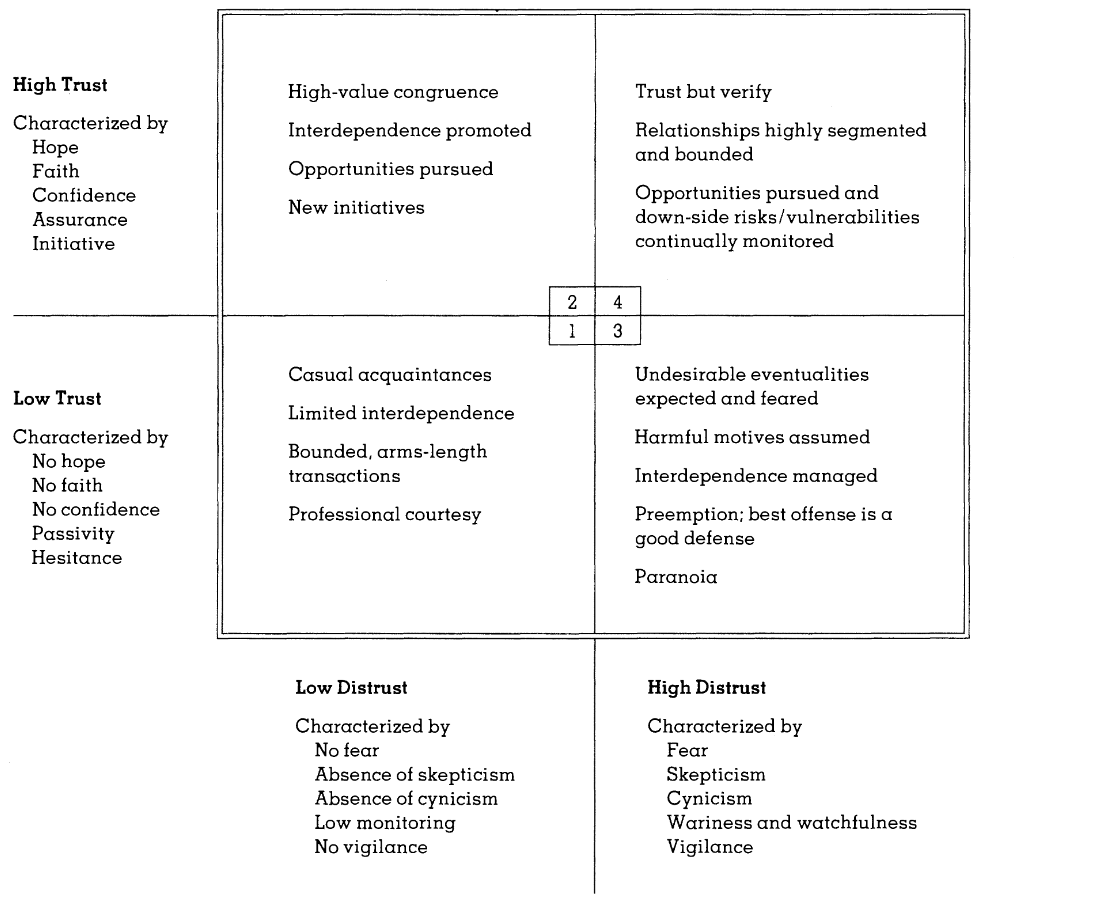 High Trust
Characterized by
Hope
Faith
Confidence
Assurance
Initiative
High-value congruence
Interdependence promoted
Opportunities pursued
New initiatives
Trust but verify
Relationships highly segmented
and bounded
Opportunities pursued and
down-side risks/vulnerabilities
continually monitored
2 4
1 3
Low Trust
Characterized by
No hope
No faith
No confidence
Passivity
Hesitance
Casual acquaintances
Limited interdependence
Bounded, arms-length
transactions
Professional courtesy
Undesirable eventualities
expected and feared
Harmful motives assumed
Interdependence managed
Preemption; best offense is a
good defense
Paranoia
Low Distrust
Characterized by
No fear
Absence of skepticism
Absence of cynicism
Low monitoring
No vigilance
High Distrust
Characterized by
Fear
Skepticism
Cynicism
Wariness and watchfulness
Vigilance